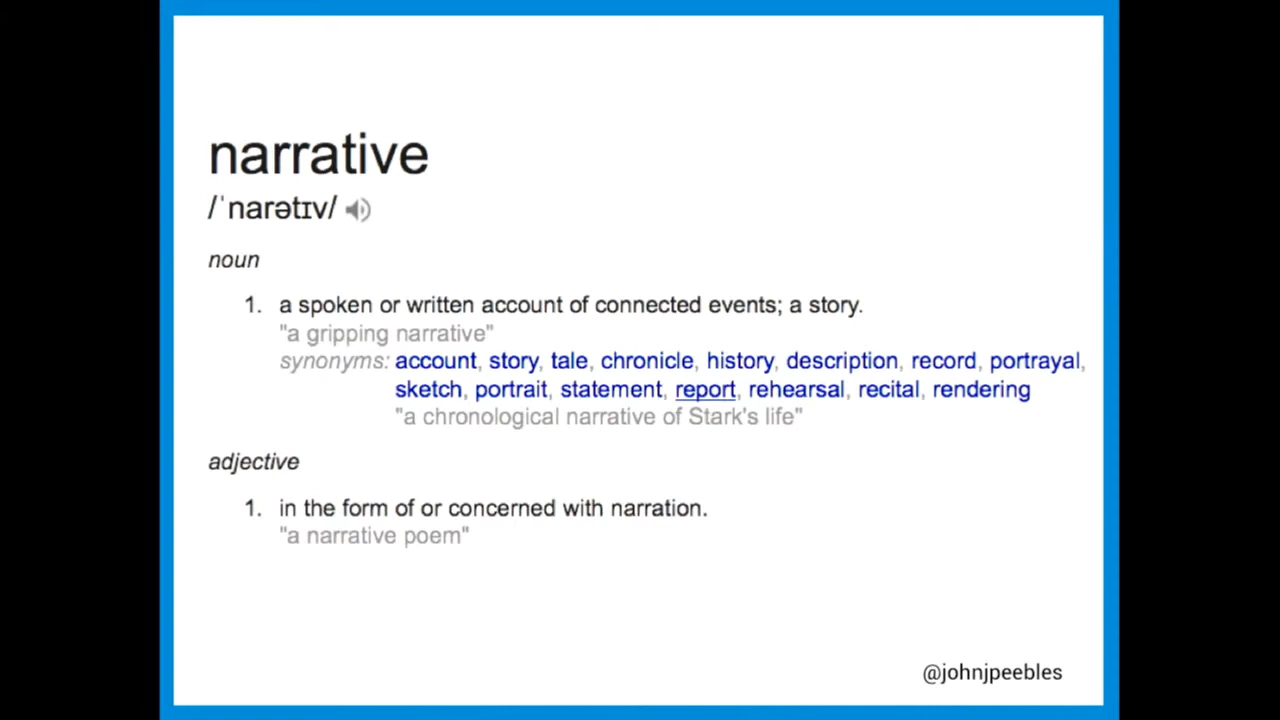 narrative
/ˈnarətɪv/
noun
1. a spoken or written account of connected events; a story.
"a gripping narrative"
synonyms: account, story, tale, chronicle, history, description, record, portrayal,
sketch, portrait, statement, report, rehearsal, recital, rendering
"a chronological narrative of Stark's life"
adjective
1. in the form of or concerned with narration.
"a narrative poem"
@johnjpeebles